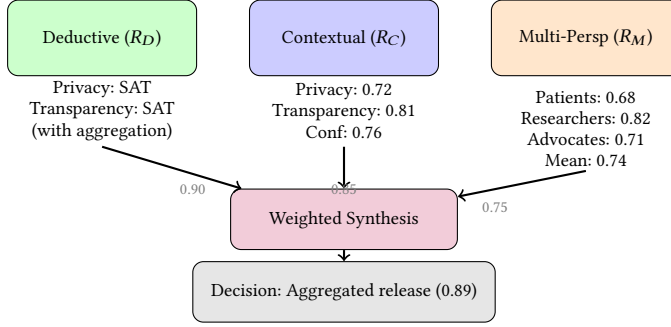 Deductive (R_D)
Contextual (R_C)
Multi-Persp (R_M)
Privacy: SAT
Transparency: SAT
(with aggregation)
Privacy: 0.72
Transparency: 0.81
Conf: 0.76
Patients: 0.68
Researchers: 0.82
Advocates: 0.71
Mean: 0.74
0.90
0.85
0.75
Weighted Synthesis
Decision: Aggregated release (0.89)